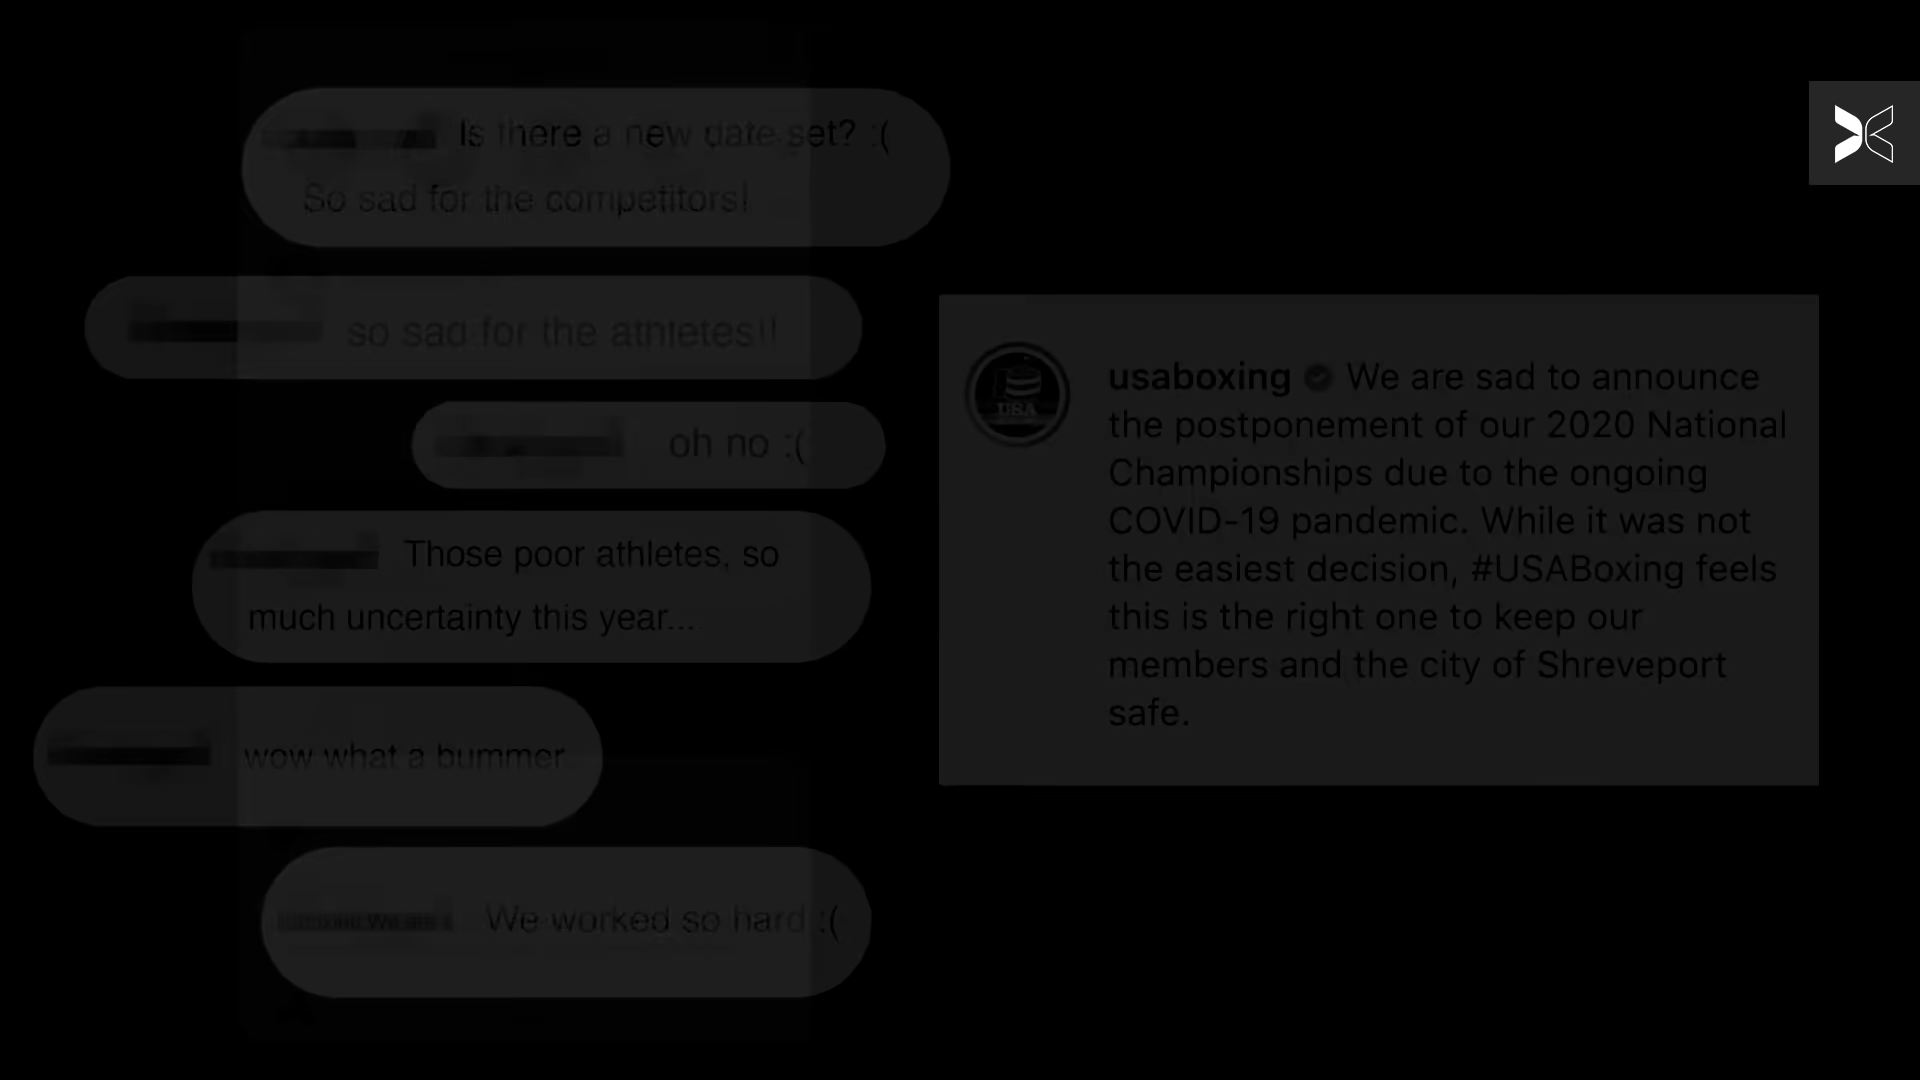 Is there a new date set? :(
So sad for the competitors!
so sad for the athletes!!
oh no :(
Those poor athletes, so
much uncertainty this year...
wow what a bummer
We worked so hard :(
usaboxing We are sad to announce
the postponement of our 2020 National
Championships due to the ongoing
COVID-19 pandemic. While it was not
the easiest decision, #USABoxing feels
this is the right one to keep our
members and the city of Shreveport
safe.
USA